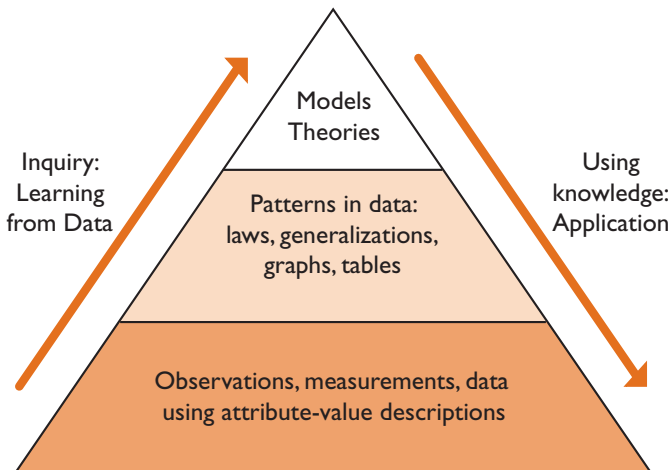 Models
Theories
Inquiry:
Learning
from Data
Using
knowledge:
Application
Patterns in data:
laws, generalizations,
graphs, tables
Observations, measurements, data
using attribute-value descriptions